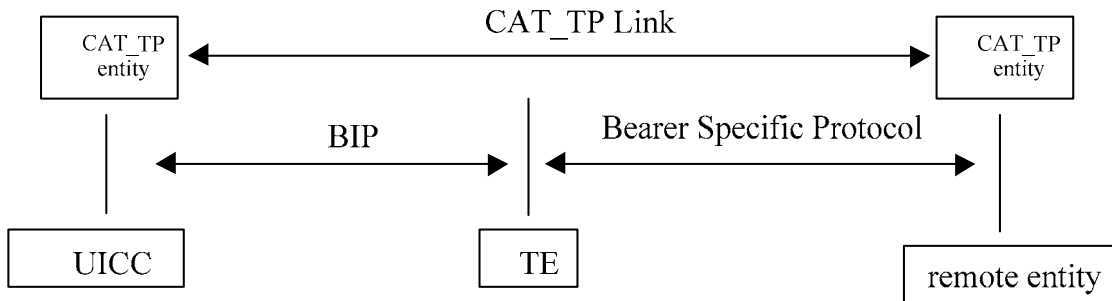 CAT_TP Link
CAT_TP
entity
CAT_TP
entity
BIP
Bearer Specific Protocol
UICC
TE
remote entity